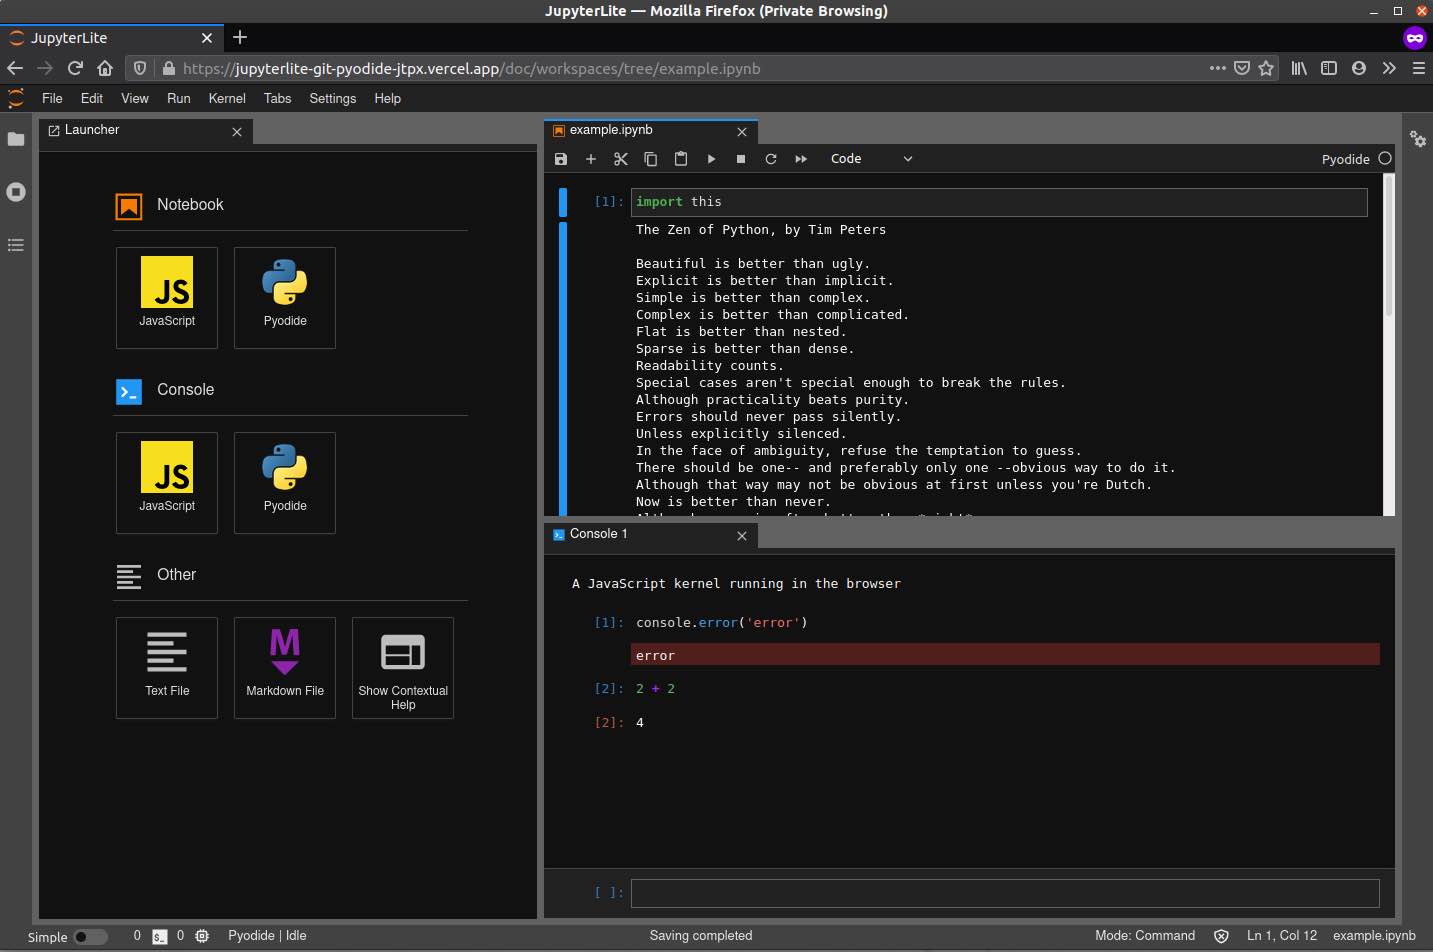 JupyterLite — Mozilla Firefox (Private Browsing)
JupyterLite
https://jupyterlite-git-pyodide-jtpx.vercel.app/doc/workspaces/tree/example.ipynb
File Edit View Run Kernel Tabs Settings Help
Launcher
Notebook
JS
JavaScript
Pyodide
Console
JS
JavaScript
Pyodide
Other
Text File
M
Markdown File
Show Contextual
Help
example.ipynb
Code
Pyodide
[1]: import this
The Zen of Python, by Tim Peters
Beautiful is better than ugly.
Explicit is better than implicit.
Simple is better than complex.
Complex is better than complicated.
Flat is better than nested.
Sparse is better than dense.
Readability counts.
Special cases aren't special enough to break the rules.
Although practicality beats purity.
Errors should never pass silently.
Unless explicitly silenced.
In the face of ambiguity, refuse the temptation to guess.
There should be one-- and preferably only one --obvious way to do it.
Although that way may not be obvious at first unless you're Dutch.
Now is better than never.
Console 1
A JavaScript kernel running in the browser
[1]: console.error('error')
error
[2]: 2 + 2
[2]: 4
[ ]:
Simple 0 $_ 0 Pyodide | Idle Saving completed Mode: Command Ln 1, Col 12 example.ipynb